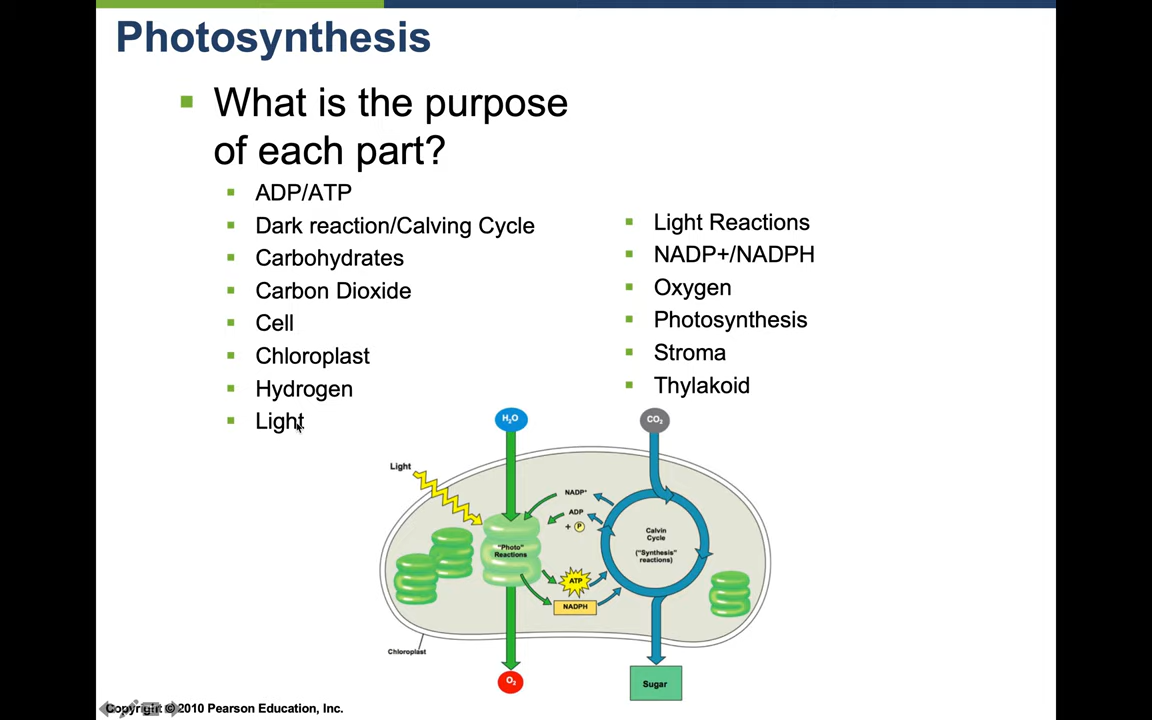 Photosynthesis
What is the purpose
of each part?
ADP/ATP
Dark reaction/Calving Cycle
Carbohydrates
Carbon Dioxide
Cell
Chloroplast
Hydrogen
Light
Light Reactions
NADP+/NADPH
Oxygen
Photosynthesis
Stroma
Thylakoid
H₂O
CO₂
Light
NADP⁺
ADP
+ P
"Photo"
Reactions
Calvin
Cycle
("Synthesis"
reactions)
ATP
NADPH
Chloroplast
O₂
Sugar
Copyright © 2010 Pearson Education, Inc.